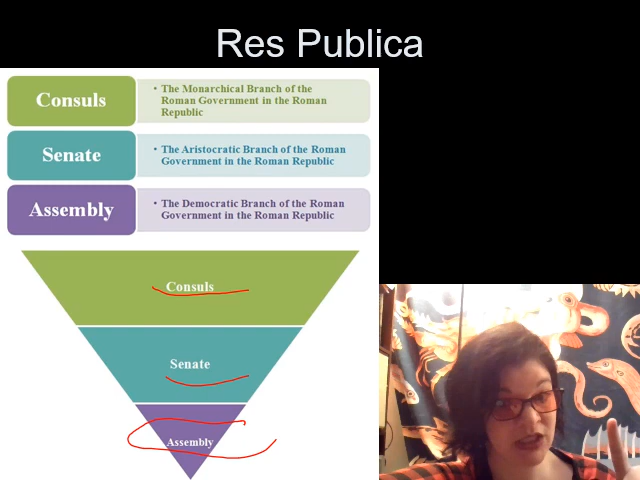 Res Publica
Consuls
• The Monarchical Branch of the
Roman Government in the Roman
Republic
Senate
• The Aristocratic Branch of the Roman
Government in the Roman Republic
Assembly
• The Democratic Branch of the Roman
Government in the Roman Republic
Consuls
Senate
Assembly